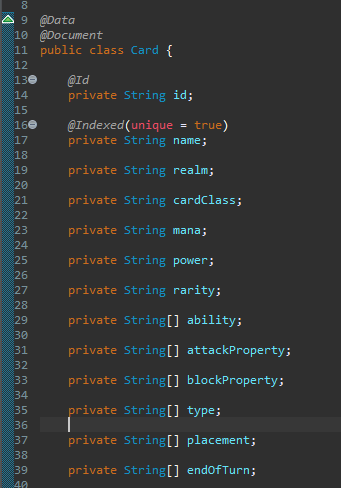 8
9 @Data
10 @Document
11 public class Card {
12
13 @Id
14 private String id;
15
16 @Indexed(unique = true)
17 private String name;
18
19 private String realm;
20
21 private String cardClass;
22
23 private String mana;
24
25 private String power;
26
27 private String rarity;
28
29 private String[] ability;
30
31 private String[] attackProperty;
32
33 private String[] blockProperty;
34
35 private String[] type;
36
37 private String[] placement;
38
39 private String[] endOfTurn;
40